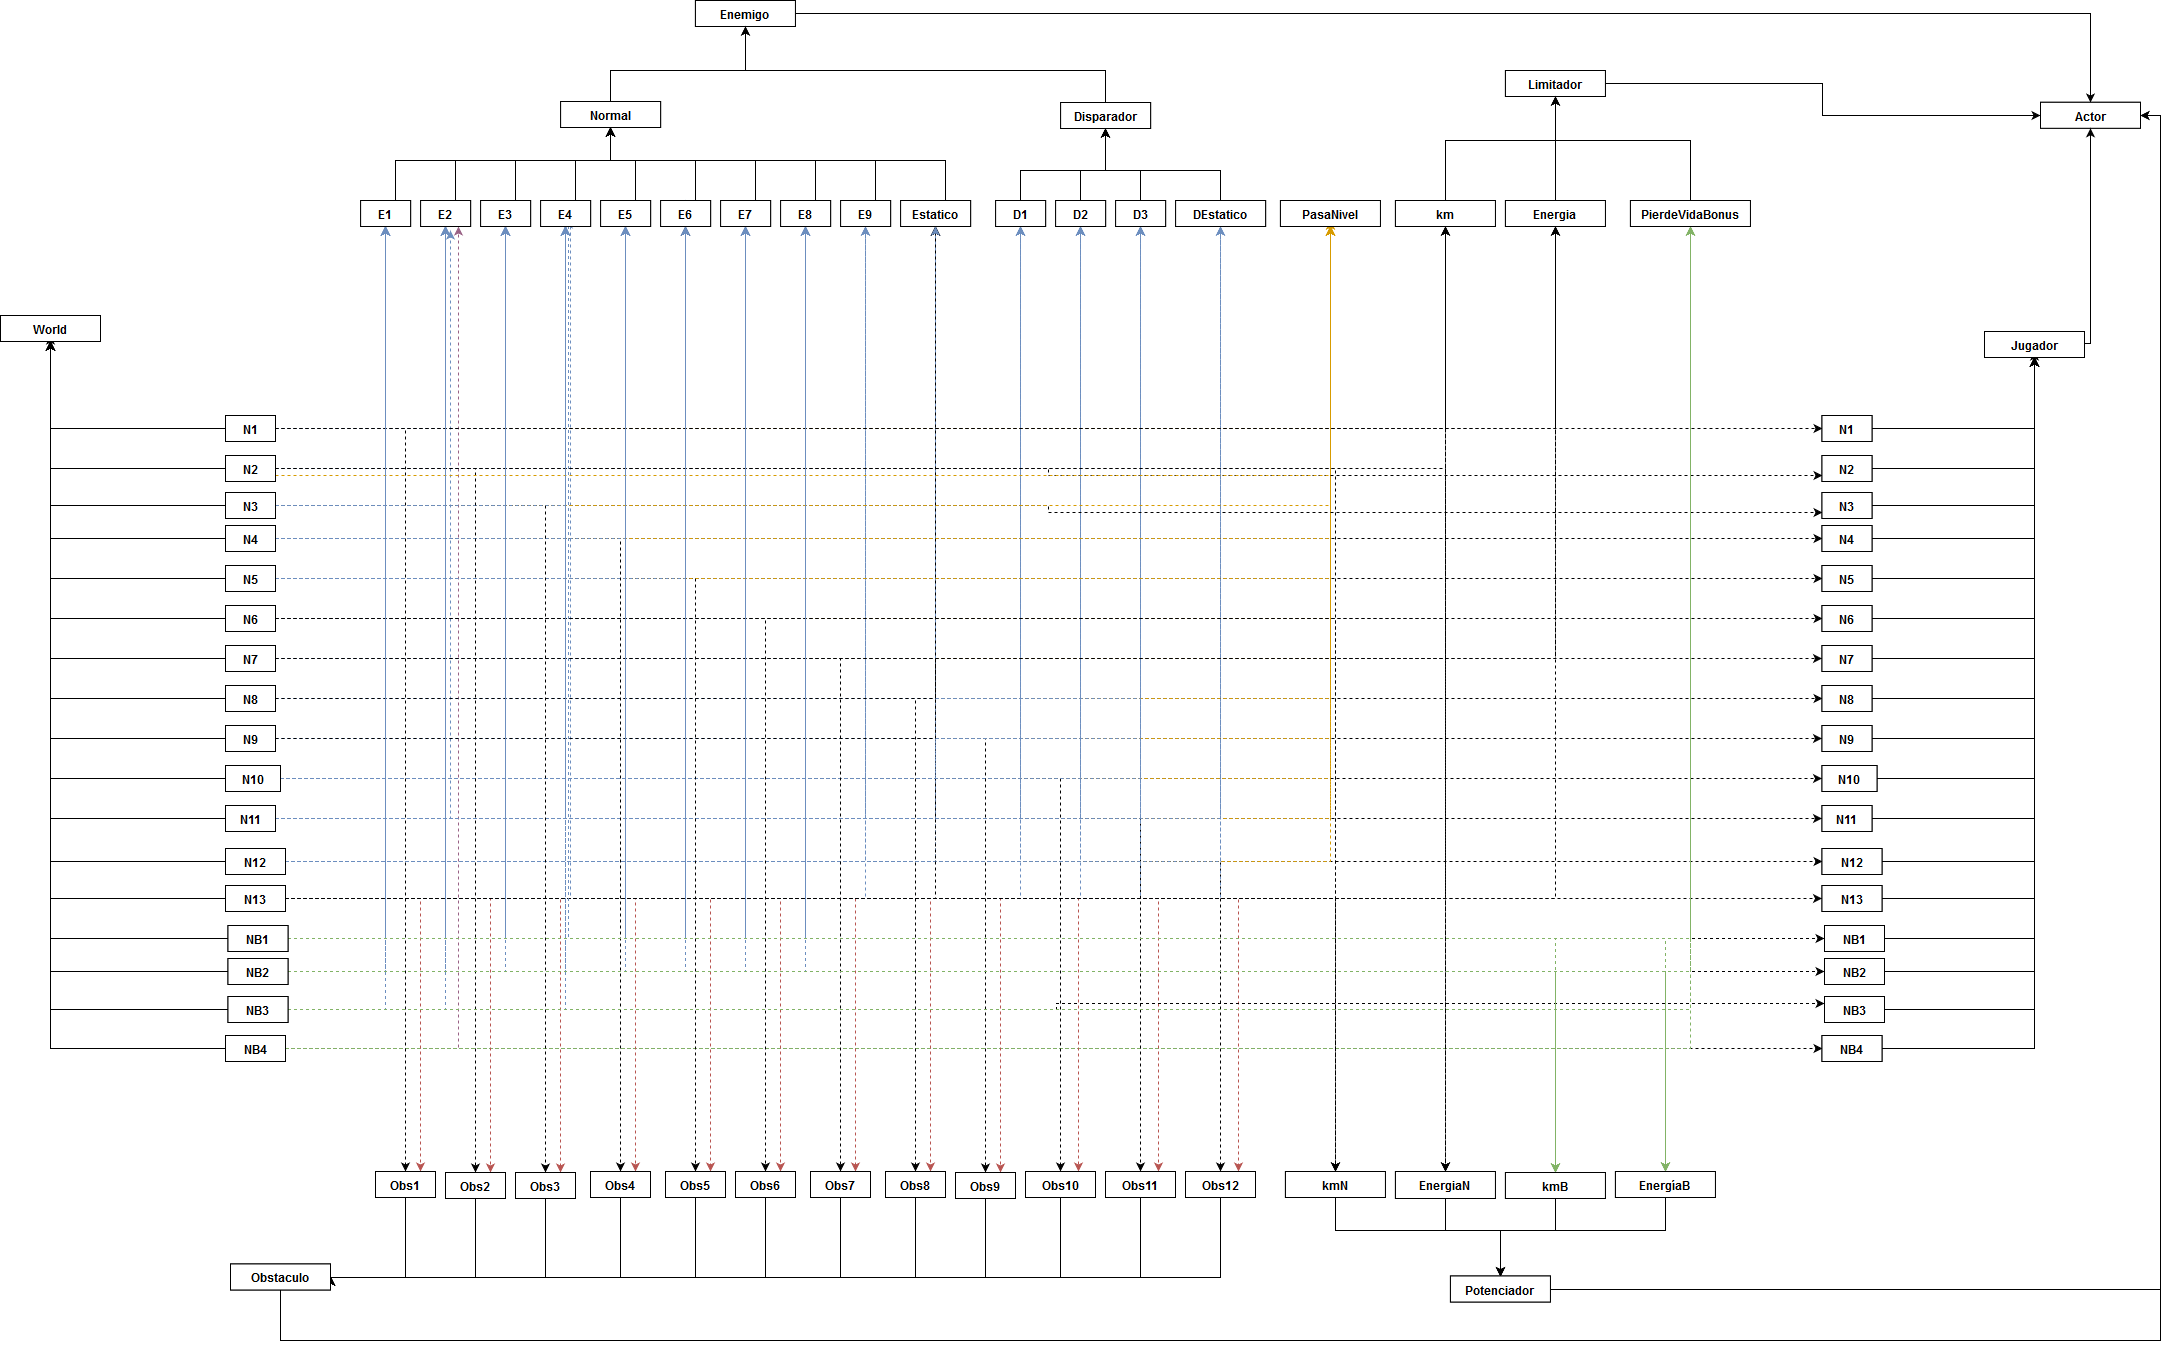 Enemigo
Limitador
Normal
Disparador
Actor
E1
E2
E3
E4
E5
E6
E7
E8
E9
Estatico
D1
D2
D3
DEstatico
PasaNivel
km
Energia
PierdeVidaBonus
World
Jugador
N1
N1
N2
N2
N3
N3
N4
N4
N5
N5
N6
N6
N7
N7
N8
N8
N9
N9
N10
N10
N11
N11
N12
N12
N13
N13
NB1
NB1
NB2
NB2
NB3
NB3
NB4
NB4
Obs1
Obs2
Obs3
Obs4
Obs5
Obs6
Obs7
Obs8
Obs9
Obs10
Obs11
Obs12
kmN
EnergiaN
kmB
EnergiaB
Obstaculo
Potenciador